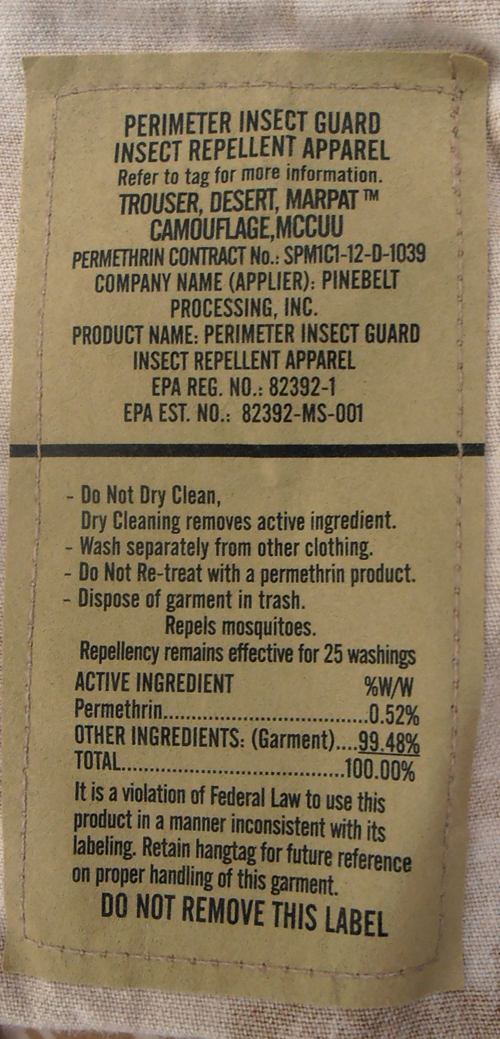 PERIMETER INSECT GUARD
INSECT REPELLENT APPAREL
Refer to tag for more information.
TROUSER, DESERT, MARPAT™
CAMOUFLAGE,MCCUU
PERMETHRIN CONTRACT No.: SPM1C1-12-D-1039
COMPANY NAME (APPLIER): PINEBELT
PROCESSING, INC.
PRODUCT NAME: PERIMETER INSECT GUARD
INSECT REPELLENT APPAREL
EPA REG. NO.: 82392-1
EPA EST. NO.: 82392-MS-001
- Do Not Dry Clean,
Dry Cleaning removes active ingredient.
- Wash separately from other clothing.
- Do Not Re-treat with a permethrin product.
- Dispose of garment in trash.
Repels mosquitoes.
Repellency remains effective for 25 washings
ACTIVE INGREDIENT %W/W
Permethrin.......................................0.52%
OTHER INGREDIENTS: (Garment)....99.48%
TOTAL...........................................100.00%
It is a violation of Federal Law to use this
product in a manner inconsistent with its
labeling. Retain hangtag for future reference
on proper handling of this garment.
DO NOT REMOVE THIS LABEL